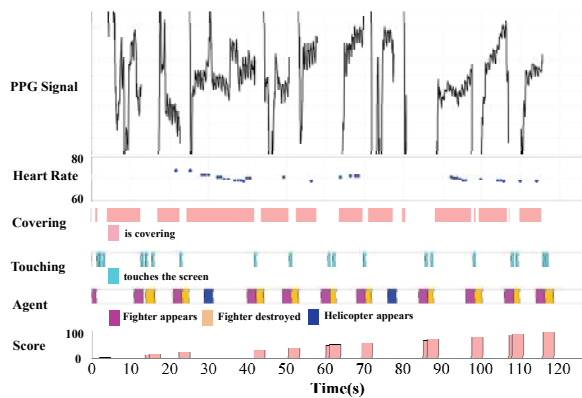 PPG Signal
80
Heart Rate
60
Covering
is covering
Touching
touches the screen
Agent
Fighter appears Fighter destroyed Helicopter appears
100
Score
0
0 10 20 30 40 50 60 70 80 90 100 110 120
Time(s)